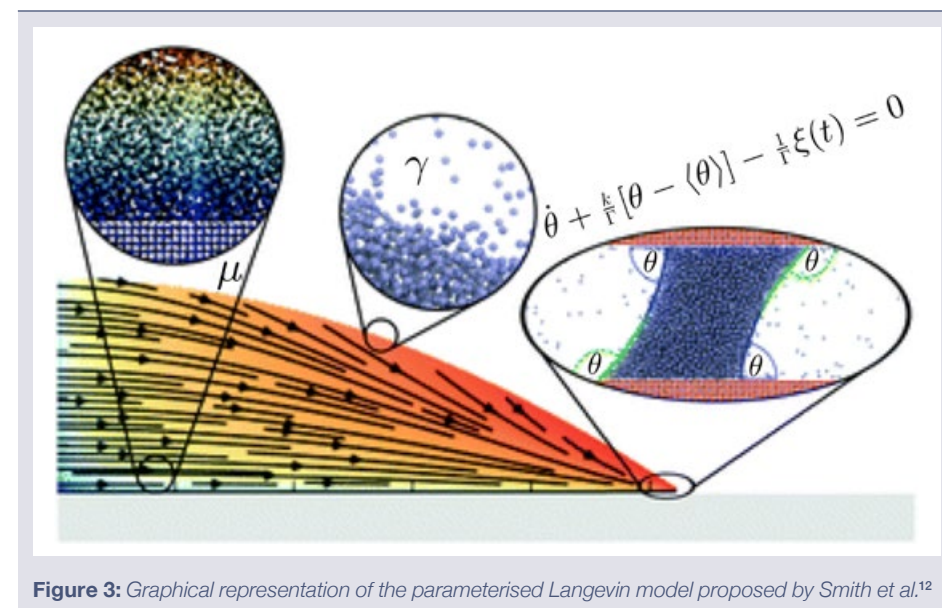 γ
θ̇ + k/Γ [θ − ⟨θ⟩] − 1/Γ ξ(t) = 0
μ
θ θ
θ θ
Figure 3: Graphical representation of the parameterised Langevin model proposed by Smith et al.¹²